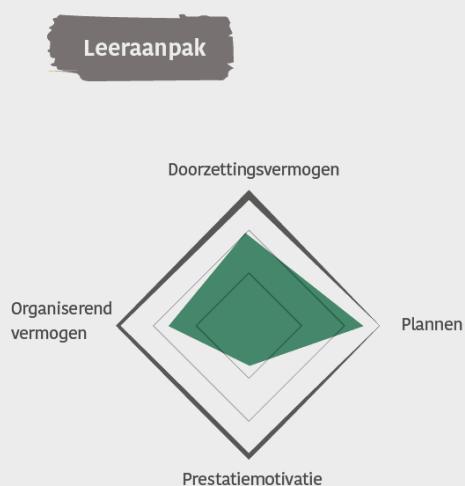 Leeraanpak
Doorzettingsvermogen
Organiserend
vermogen
Plannen
Prestatiemotivatie